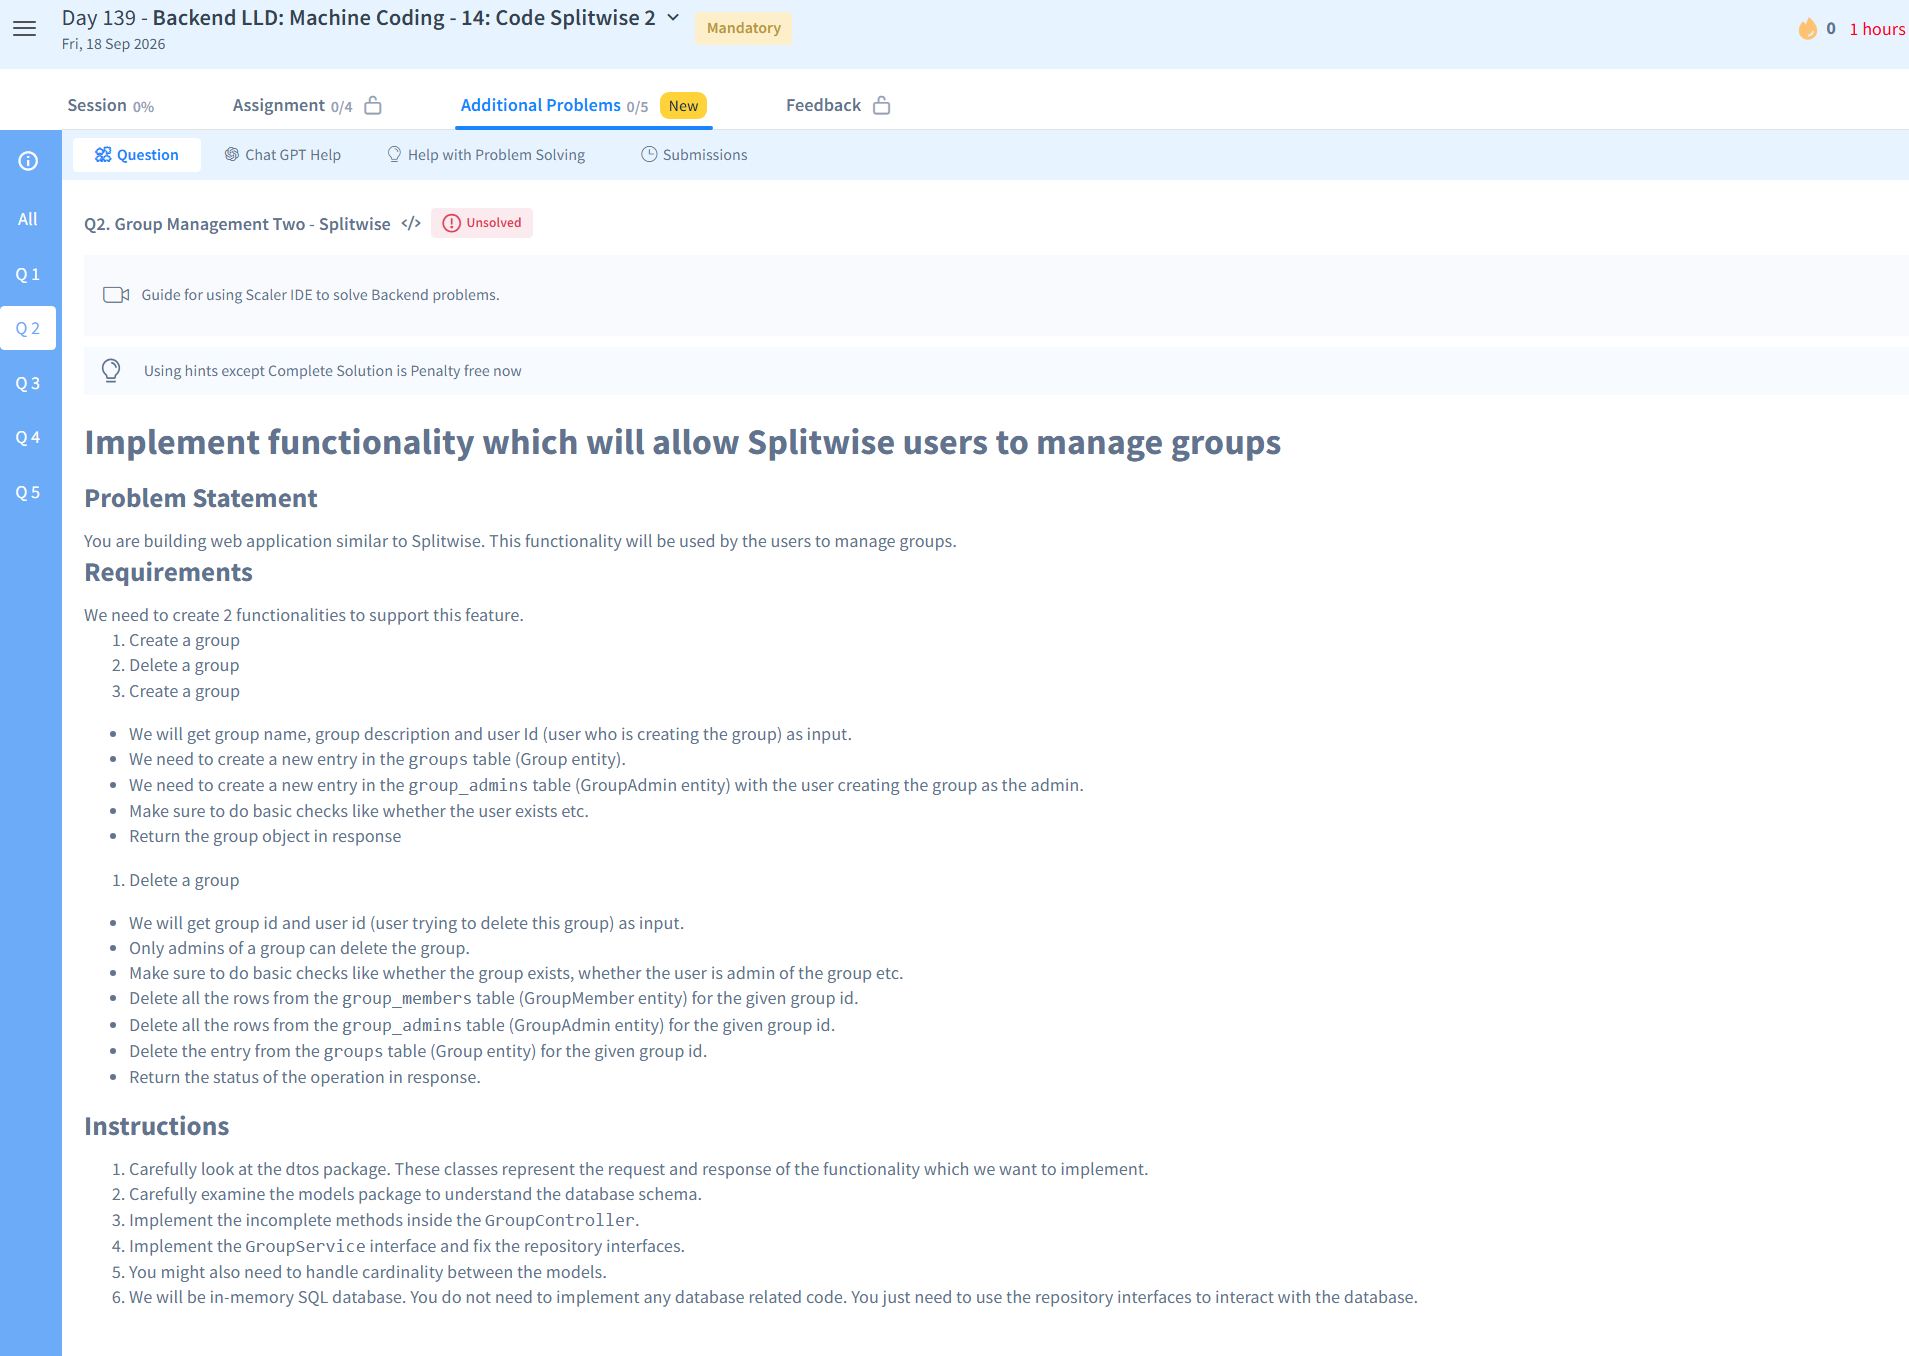 Day 139 - Backend LLD: Machine Coding - 14: Code Splitwise 2
Mandatory
0
1 hours
Fri, 18 Sep 2026
Session 0%
Assignment 0/4
Additional Problems 0/5
New
Feedback
Question
Chat GPT Help
Help with Problem Solving
Submissions
All
Q 1
Q 2
Q 3
Q 4
Q 5
Q2. Group Management Two - Splitwise </>
Unsolved
Guide for using Scaler IDE to solve Backend problems.
Using hints except Complete Solution is Penalty free now
Implement functionality which will allow Splitwise users to manage groups
Problem Statement
You are building web application similar to Splitwise. This functionality will be used by the users to manage groups.
Requirements
We need to create 2 functionalities to support this feature.
1. Create a group
2. Delete a group
3. Create a group
• We will get group name, group description and user Id (user who is creating the group) as input.
• We need to create a new entry in the groups table (Group entity).
• We need to create a new entry in the group_admins table (GroupAdmin entity) with the user creating the group as the admin.
• Make sure to do basic checks like whether the user exists etc.
• Return the group object in response
1. Delete a group
• We will get group id and user id (user trying to delete this group) as input.
• Only admins of a group can delete the group.
• Make sure to do basic checks like whether the group exists, whether the user is admin of the group etc.
• Delete all the rows from the group_members table (GroupMember entity) for the given group id.
• Delete all the rows from the group_admins table (GroupAdmin entity) for the given group id.
• Delete the entry from the groups table (Group entity) for the given group id.
• Return the status of the operation in response.
Instructions
1. Carefully look at the dtos package. These classes represent the request and response of the functionality which we want to implement.
2. Carefully examine the models package to understand the database schema.
3. Implement the incomplete methods inside the GroupController.
4. Implement the GroupService interface and fix the repository interfaces.
5. You might also need to handle cardinality between the models.
6. We will be in-memory SQL database. You do not need to implement any database related code. You just need to use the repository interfaces to interact with the database.